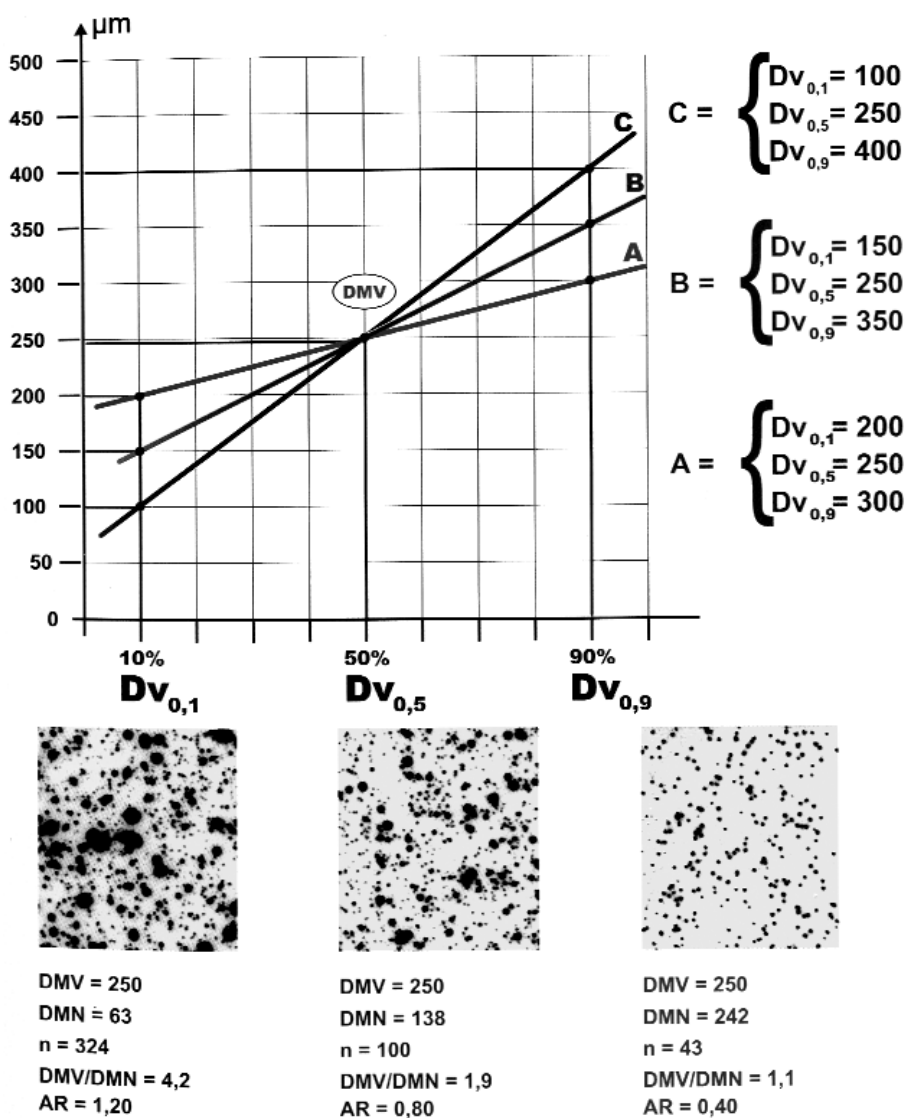 µm
500
450
400
350
300
250
200
150
100
50
0
C
B
A
DMV
10%
50%
90%
Dv0,1
Dv0,5
Dv0,9
C =
Dv0,1= 100
Dv0,5= 250
Dv0,9= 400
B =
Dv0,1= 150
Dv0,5= 250
Dv0,9= 350
A =
Dv0,1= 200
Dv0,5= 250
Dv0,9= 300
DMV = 250
DMN = 63
n = 324
DMV/DMN = 4,2
AR = 1,20
DMV = 250
DMN = 138
n = 100
DMV/DMN = 1,9
AR = 0,80
DMV = 250
DMN = 242
n = 43
DMV/DMN = 1,1
AR = 0,40